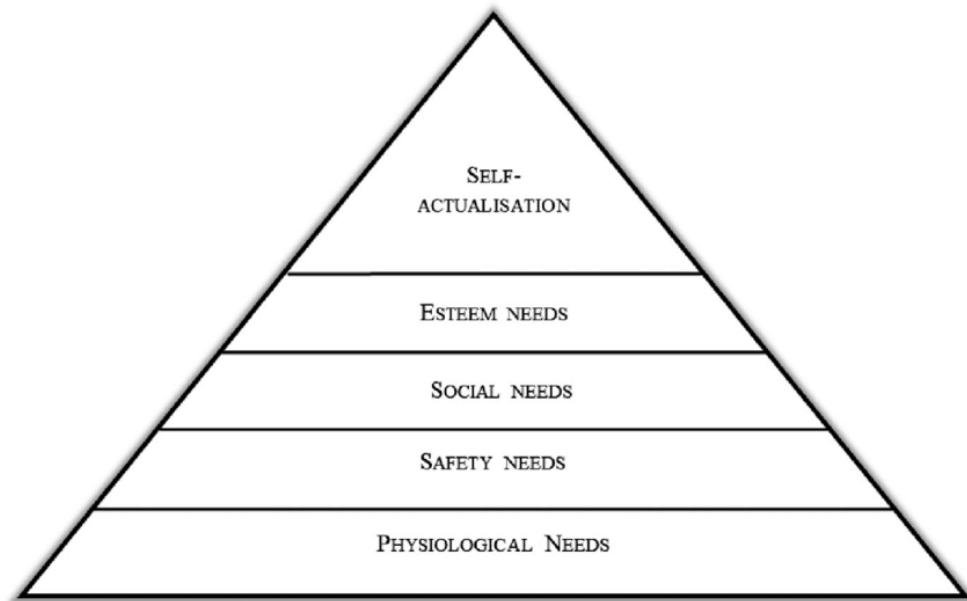 SELF-
ACTUALISATION
ESTEEM NEEDS
SOCIAL NEEDS
SAFETY NEEDS
PHYSIOLOGICAL NEEDS